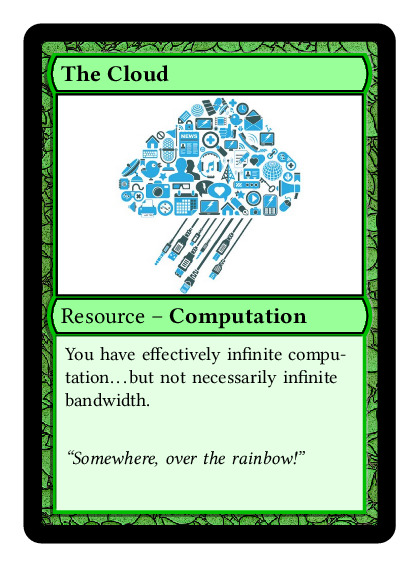 The Cloud
NEWS
Resource – Computation
You have effectively infinite compu-
tation...but not necessarily infinite
bandwidth.
“Somewhere, over the rainbow!”